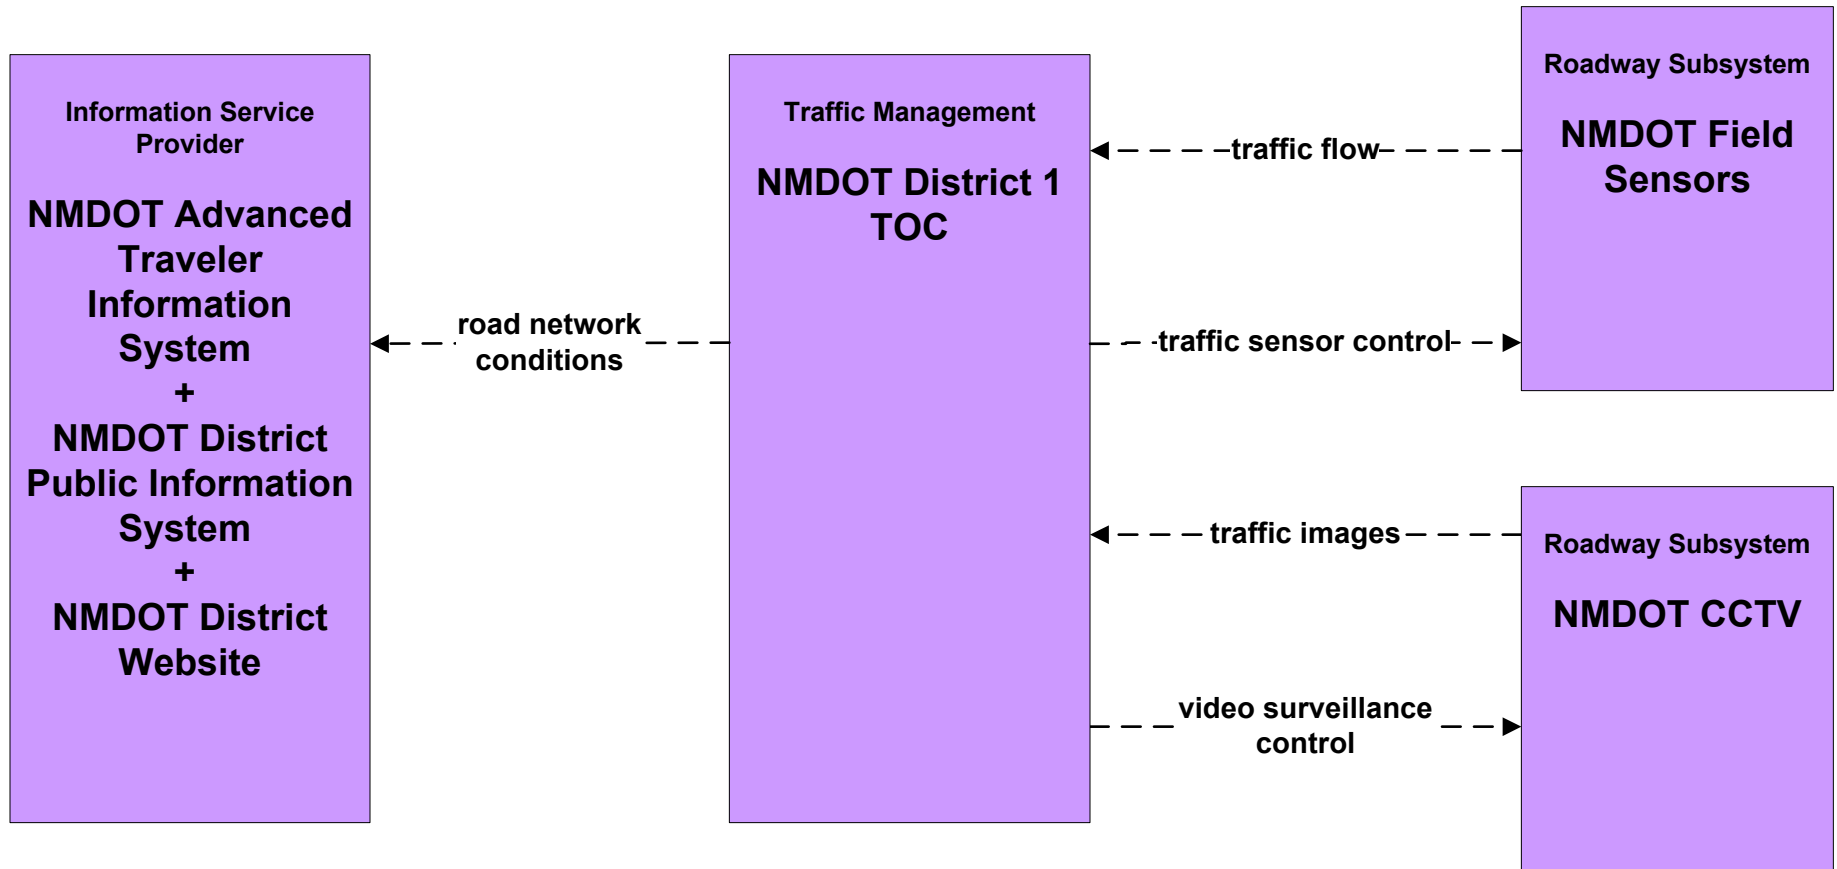 Information Service
Provider
NMDOT Advanced
Traveler
Information
System
+
NMDOT District
Public Information
System
+
NMDOT District
Website
road network
conditions
Traffic Management
NMDOT District 1
TOC
traffic flow
traffic sensor control
traffic images
video surveillance
control
Roadway Subsystem
NMDOT Field
Sensors
Roadway Subsystem
NMDOT CCTV